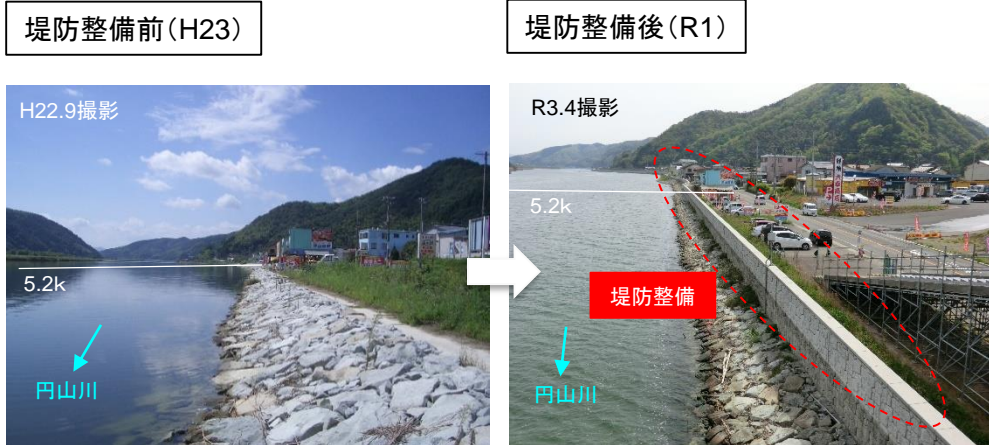 堤防整備前(H23)
堤防整備後(R1)
H22.9撮影
5.2k
円山川
R3.4撮影
5.2k
堤防整備
円山川